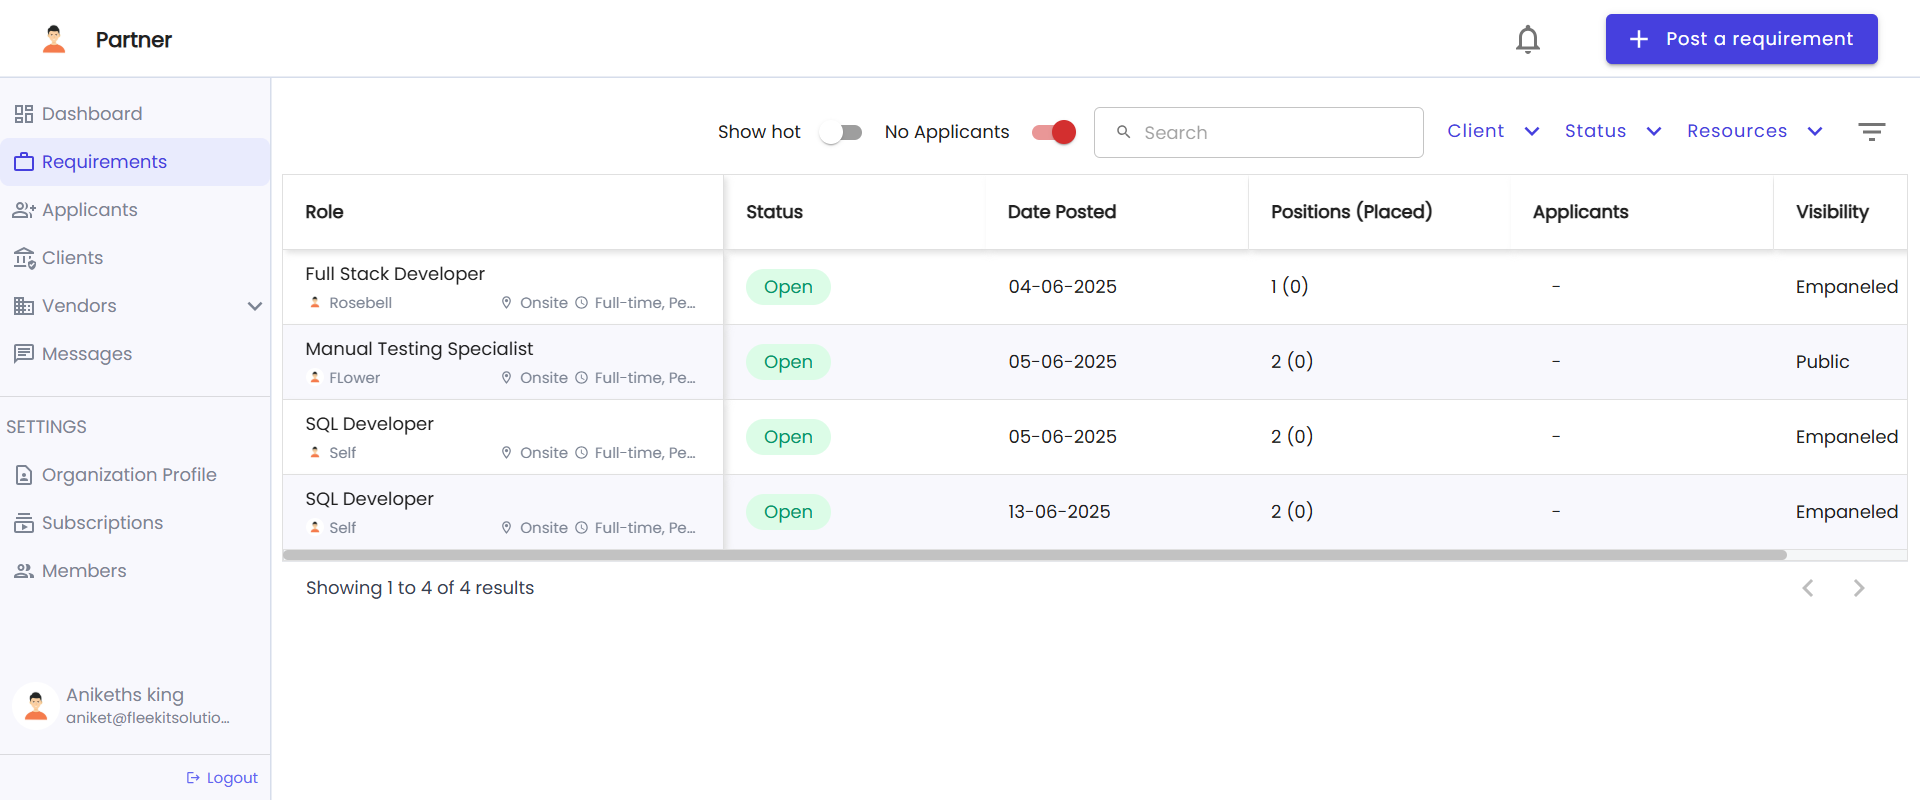 Partner
Post a requirement
Dashboard
Requirements
Applicants
Clients
Vendors
Messages
SETTINGS
Organization Profile
Subscriptions
Members
Anikeths king
aniket@fleekitsolutio...
Logout
Show hot
No Applicants
Search
Client
Status
Resources
Role Status Date Posted Positions (Placed) Applicants Visibility
Full Stack Developer
Rosebell Onsite Full-time, Pe...
Open 04-06-2025 1 (0) - Empaneled
Manual Testing Specialist
FLower Onsite Full-time, Pe...
Open 05-06-2025 2 (0) - Public
SQL Developer
Self Onsite Full-time, Pe...
Open 05-06-2025 2 (0) - Empaneled
SQL Developer
Self Onsite Full-time, Pe...
Open 13-06-2025 2 (0) - Empaneled
Showing 1 to 4 of 4 results